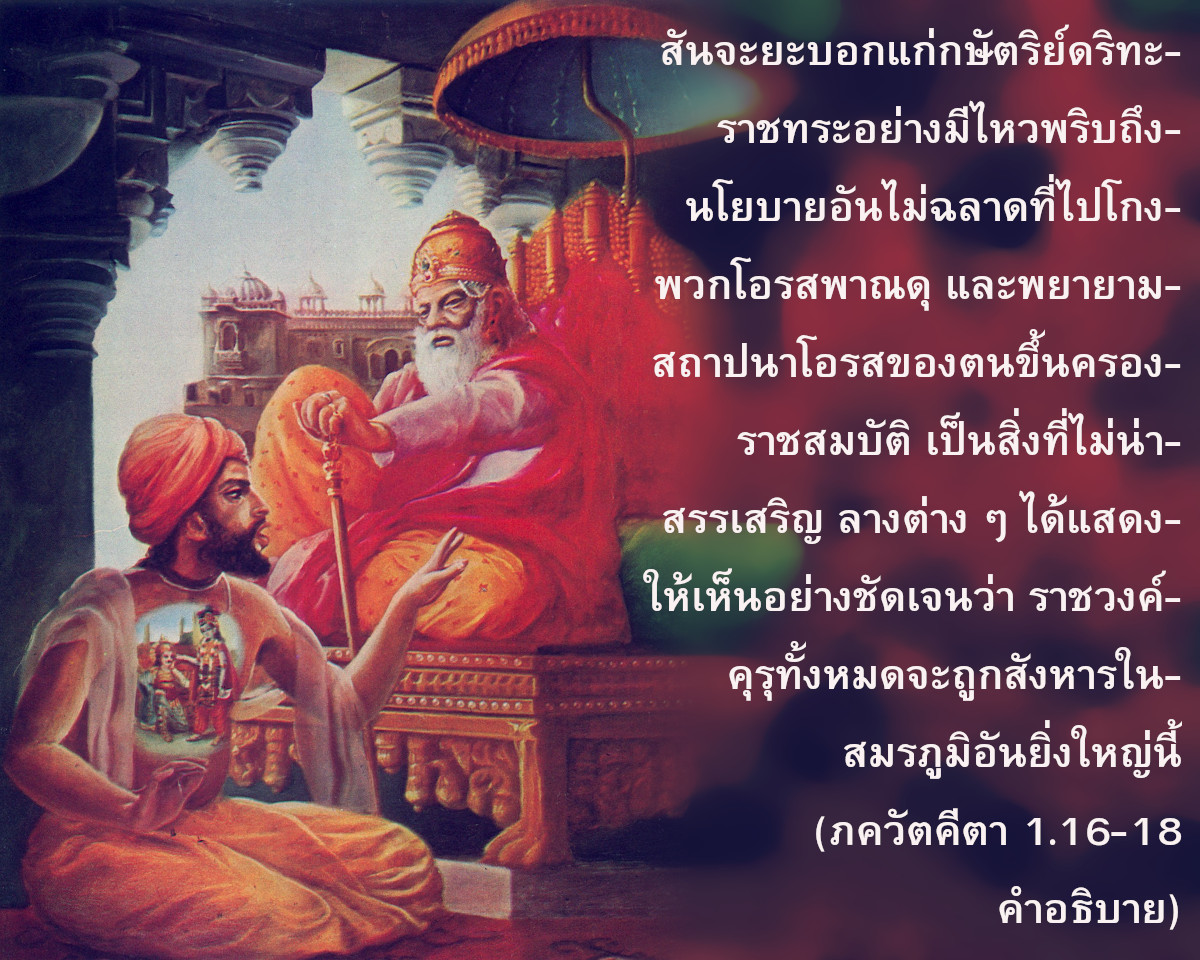 สันจะยะบอกแก่กษัตริย์ดริทะ-
ราชทระอย่างมีไหวพริบถึง-
นโยบายอันไม่ฉลาดที่ไปโกง-
พวกโอรสพาณดุ และพยายาม-
สถาปนาโอรสของตนขึ้นครอง-
ราชสมบัติ เป็นสิ่งที่ไม่น่า-
สรรเสริญ ลางต่าง ๆ ได้แสดง-
ให้เห็นอย่างชัดเจนว่า ราชวงค์-
คุรุทั้งหมดจะถูกสังหารใน-
สมรภูมิอันยิ่งใหญ่นี้
(ภควัตคีตา 1.16-18
คำอธิบาย)